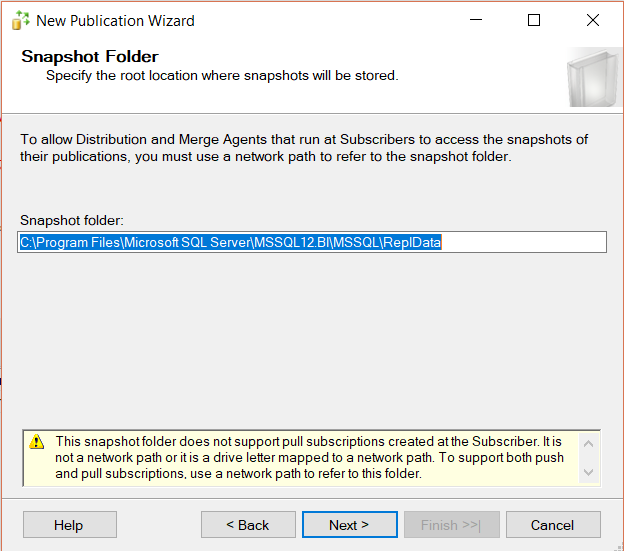 New Publication Wizard
Snapshot Folder
Specify the root location where snapshots will be stored.
To allow Distribution and Merge Agents that run at Subscribers to access the snapshots of
their publications, you must use a network path to refer to the snapshot folder.
Snapshot folder:
C:\Program Files\Microsoft SQL Server\MSSQL12.BI\MSSQL\ReplData
This snapshot folder does not support pull subscriptions created at the Subscriber. It is
not a network path or it is a drive letter mapped to a network path. To support both push
and pull subscriptions, use a network path to refer to this folder.
Help
< Back
Next >
Finish >>|
Cancel